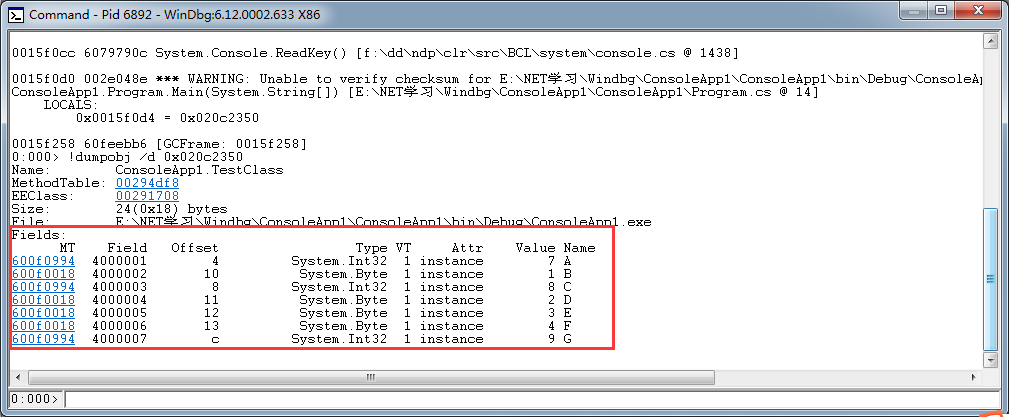 Command - Pid 6892 - WinDbg:6.12.0002.633 X86
0015f0cc 6079790c System.Console.ReadKey() [f:\dd\ndp\clr\src\BCL\system\console.cs @ 1438]
0015f0d0 002e048e *** WARNING: Unable to verify checksum for E:\NET学习\Windbg\ConsoleApp1\ConsoleApp1\bin\Debug\ConsoleAp
ConsoleApp1.Program.Main(System.String[]) [E:\NET学习\Windbg\ConsoleApp1\ConsoleApp1\Program.cs @ 14]
LOCALS:
0x0015f0d4 = 0x020c2350
0015f258 60feebb6 [GCFrame: 0015f258]
0:000> !dumpobj /d 0x020c2350
Name: ConsoleApp1.TestClass
MethodTable: 00294df8
EEClass: 00291708
Size: 24(0x18) bytes
File: E:\NET学习\Windbg\ConsoleApp1\ConsoleApp1\bin\Debug\ConsoleApp1.exe
Fields:
MT Field Offset Type VT Attr Value Name
600f0994 4000001 4 System.Int32 1 instance 7 A
600f0018 4000002 10 System.Byte 1 instance 1 B
600f0994 4000003 8 System.Int32 1 instance 8 C
600f0018 4000004 11 System.Byte 1 instance 2 D
600f0018 4000005 12 System.Byte 1 instance 3 E
600f0018 4000006 13 System.Byte 1 instance 4 F
600f0994 4000007 c System.Int32 1 instance 9 G
0:000>